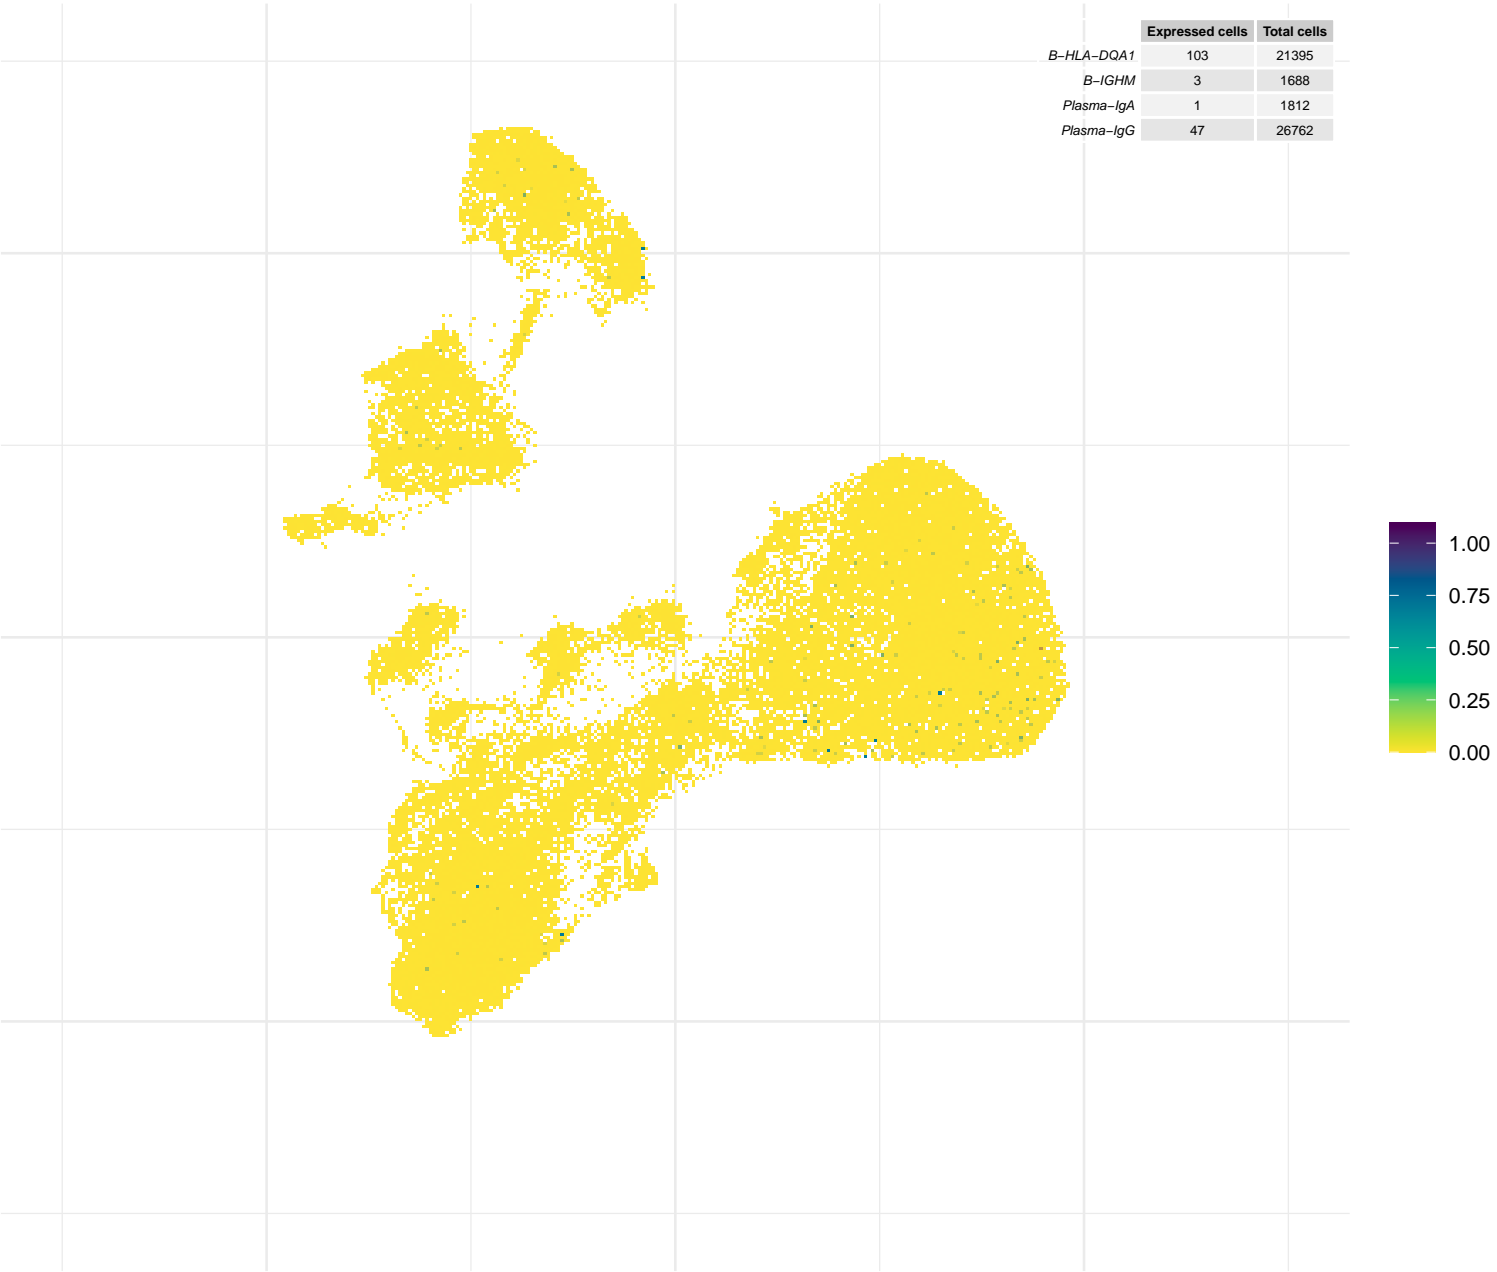 Expressed cells Total cells
B−HLA−DQA1 103 21395
B−IGHM 3 1688
Plasma−IgA 1 1812
Plasma−IgG 47 26762
1.00
0.75
0.50
0.25
0.00